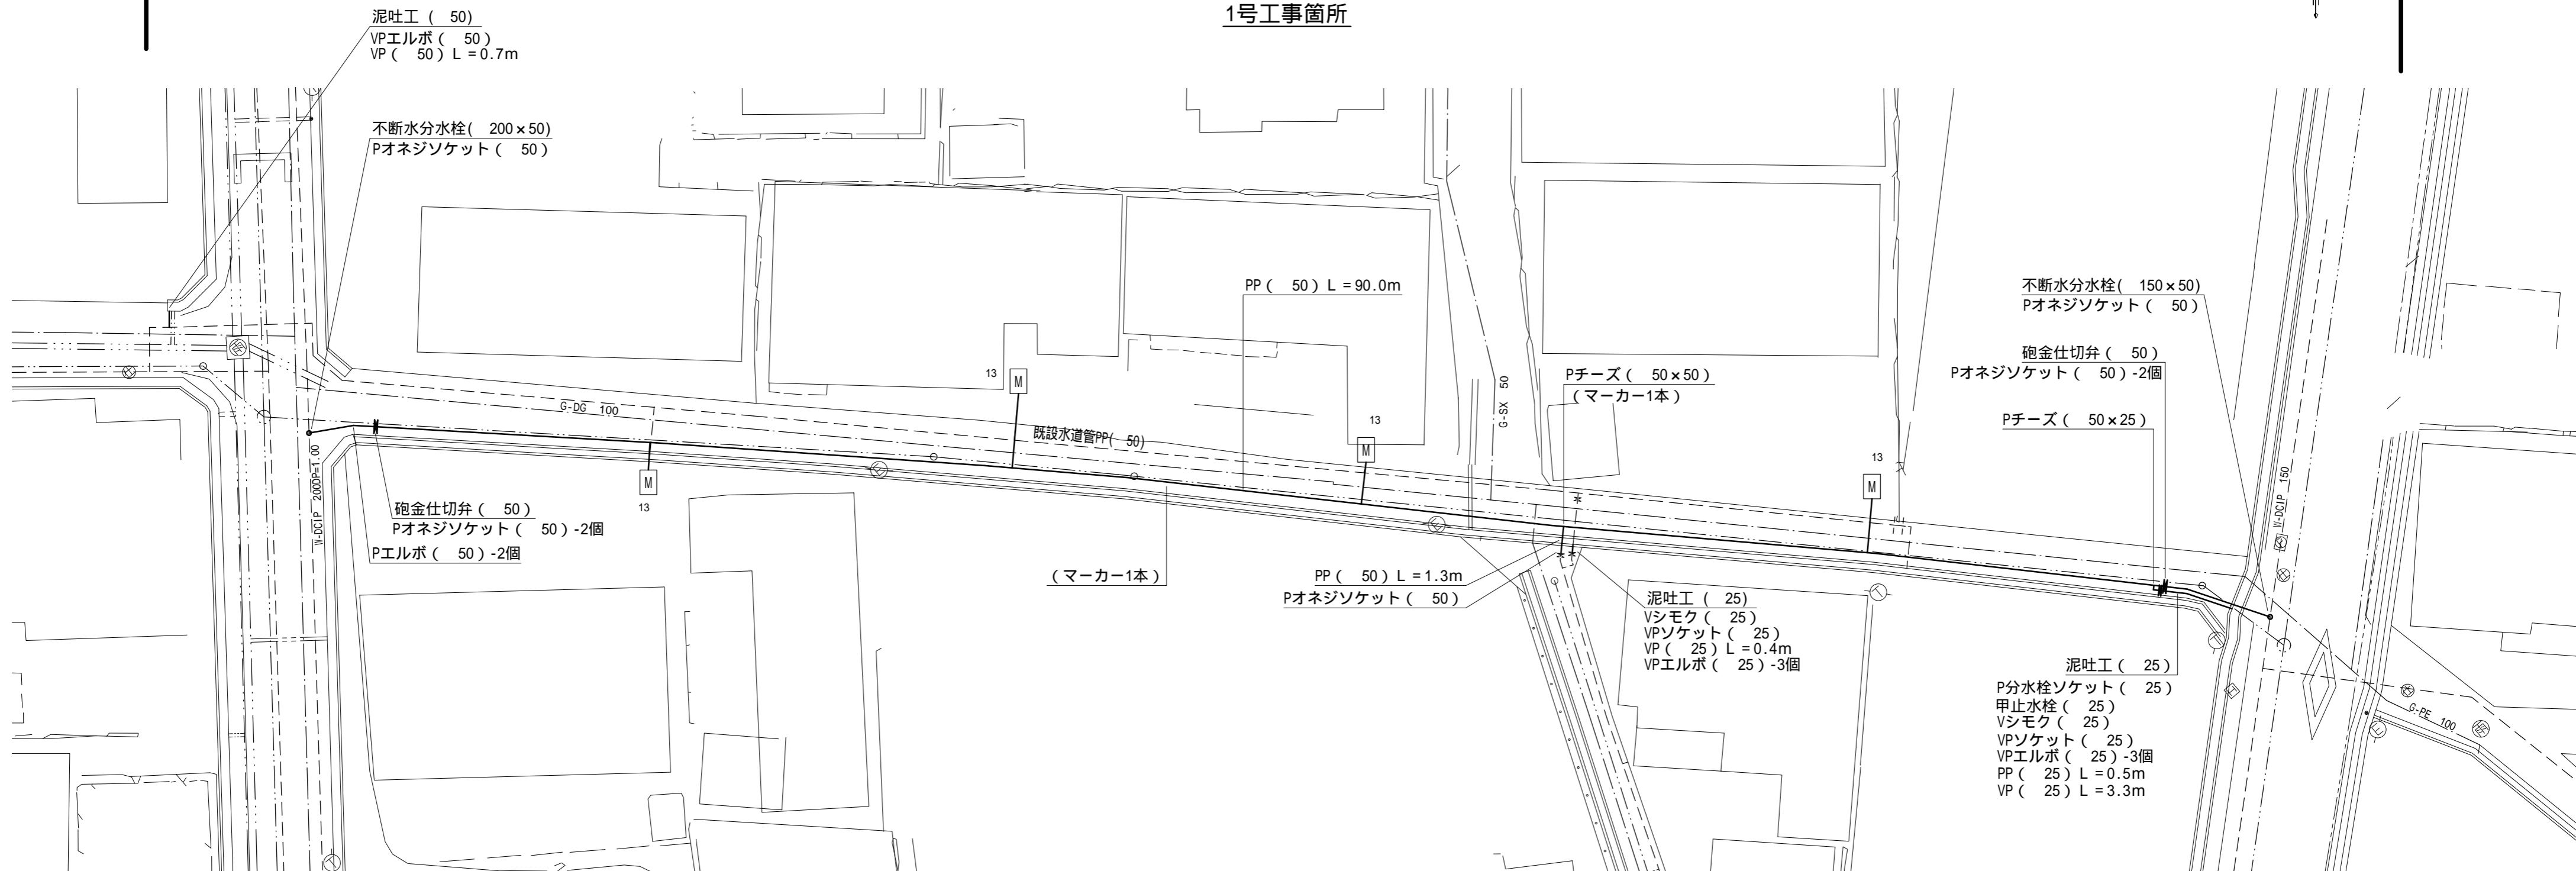 1号工事箇所
泥吐工 ( 50)
VPエルボ ( 50 )
VP ( 50 ) L =0.7m
不断水分水栓( 200×50)
Pオネジソケット ( 50 )
PP ( 50 ) L =90.0m
不断水分水栓( 150×50)
Pオネジソケット ( 50 )
砲金仕切弁 ( 50 )
Pオネジソケット ( 50 ) -2個
Pチーズ ( 50×50 )
( マーカー1本 )
Pチーズ ( 50×25 )
13
M
13
M
13
M
13
M
G-DG 100
既設水道管PP( 50)
G-SX 50
W-DCIP 200DP=1.00
W-DCIP 150
砲金仕切弁 ( 50 )
Pオネジソケット ( 50 ) -2個
Pエルボ ( 50 ) -2個
( マーカー1本 )
PP ( 50 ) L =1.3m
Pオネジソケット ( 50 )
泥吐工 ( 25)
Vシモク ( 25 )
VPソケット ( 25 )
VP ( 25 ) L =0.4m
VPエルボ ( 25 ) -3個
泥吐工 ( 25 )
P分水栓ソケット ( 25 )
甲止水栓 ( 25 )
Vシモク ( 25 )
VPソケット ( 25 )
VPエルボ ( 25 ) -3個
PP ( 25 ) L =0.5m
VP ( 25 ) L =3.3m
G-PE 100